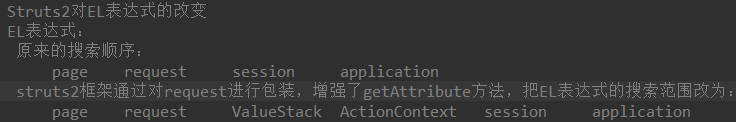 Struts2对EL表达式的改变
EL表达式：
原来的搜索顺序：
page request session application
struts2框架通过对request进行包装，增强了getAttribute方法，把EL表达式的搜索范围改为：
page request ValueStack ActionContext session application